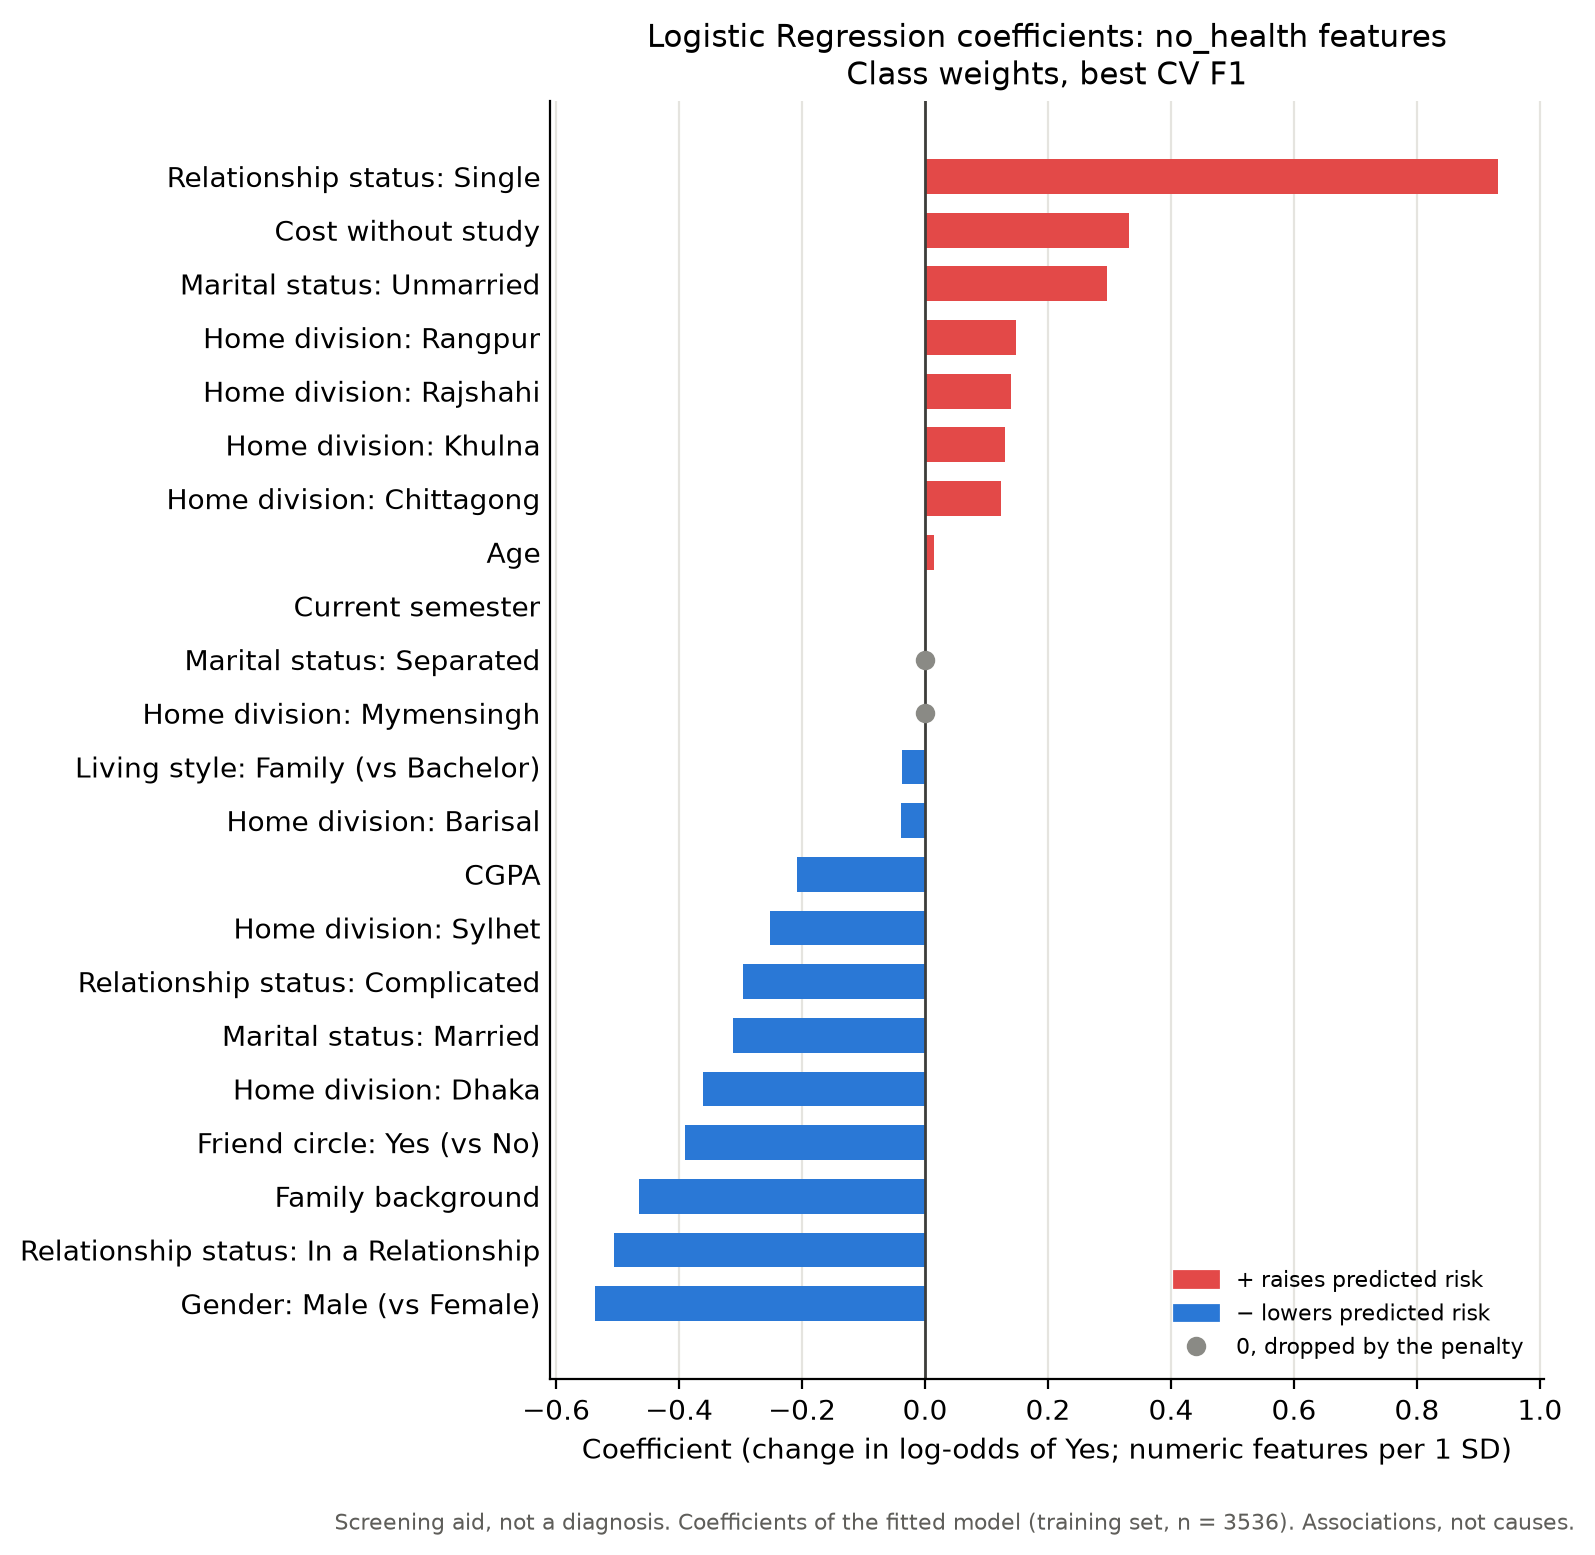 Logistic Regression coefficients: no_health features
Class weights, best CV F1
Relationship status: Single
Cost without study
Marital status: Unmarried
Home division: Rangpur
Home division: Rajshahi
Home division: Khulna
Home division: Chittagong
Age
Current semester
Marital status: Separated
Home division: Mymensingh
Living style: Family (vs Bachelor)
Home division: Barisal
CGPA
Home division: Sylhet
Relationship status: Complicated
Marital status: Married
Home division: Dhaka
Friend circle: Yes (vs No)
Family background
Relationship status: In a Relationship
Gender: Male (vs Female)
+ raises predicted risk
− lowers predicted risk
0, dropped by the penalty
−0.6 −0.4 −0.2 0.0 0.2 0.4 0.6 0.8 1.0
Coefficient (change in log-odds of Yes; numeric features per 1 SD)
Screening aid, not a diagnosis. Coefficients of the fitted model (training set, n = 3536). Associations, not causes.